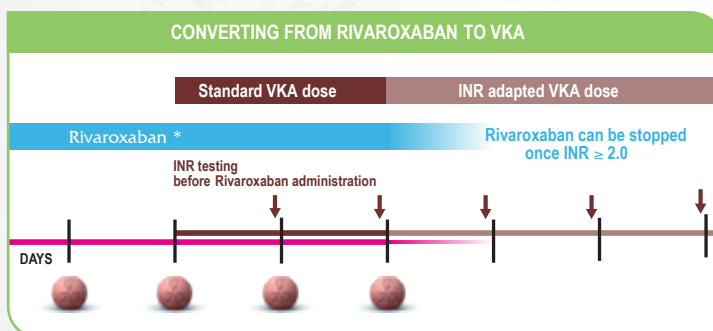 CONVERTING FROM RIVAROXABAN TO VKA
Standard VKA dose
INR adapted VKA dose
Rivaroxaban *
Rivaroxaban can be stopped
once INR ≥ 2.0
INR testing
before Rivaroxaban administration
DAYS